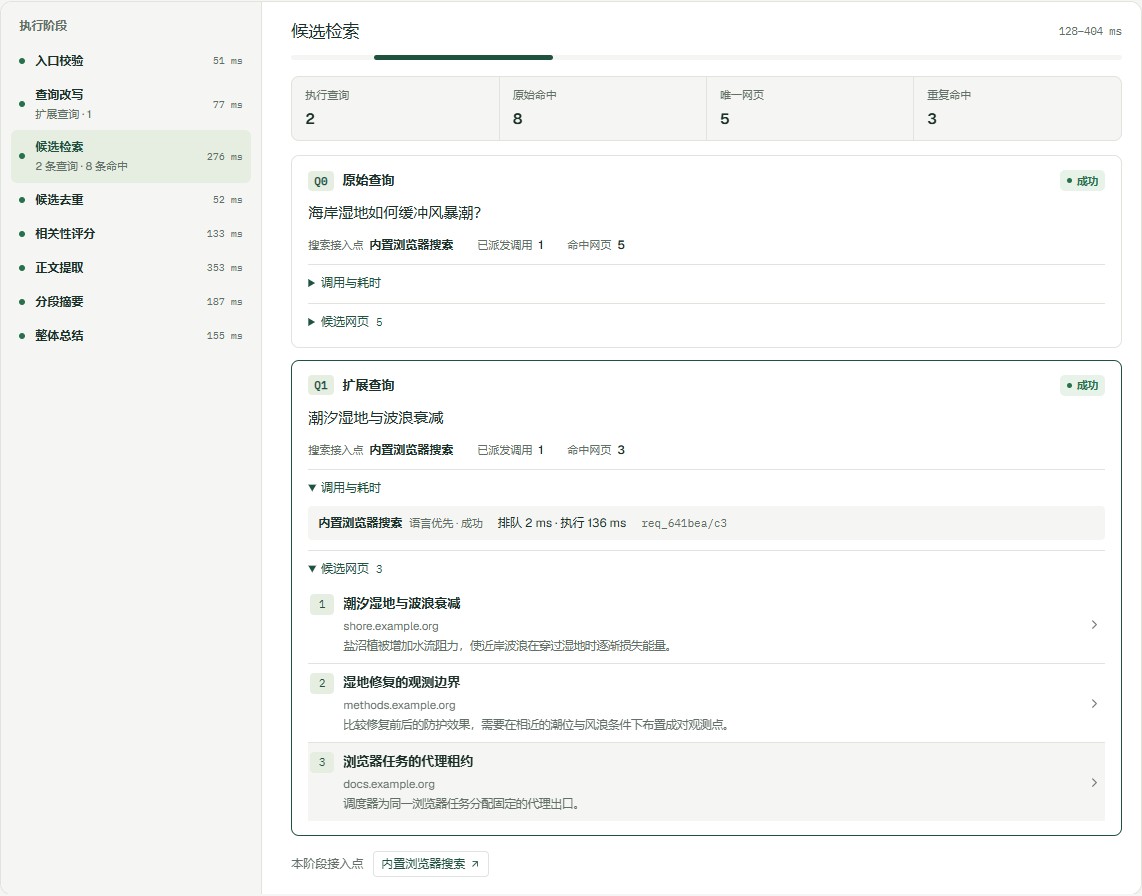 执行阶段
入口校验 51 ms
查询改写
扩展查询 · 1 77 ms
候选检索
2 条查询 · 8 条命中 276 ms
候选去重 52 ms
相关性评分 133 ms
正文提取 353 ms
分段摘要 187 ms
整体总结 155 ms
候选检索 128–404 ms
执行查询 原始命中 唯一网页 重复命中
2 8 5 3
Q0 原始查询 成功
海岸湿地如何缓冲风暴潮?
搜索接入点 内置浏览器搜索 已派发调用 1 命中网页 5
调用与耗时
候选网页 5
Q1 扩展查询 成功
潮汐湿地与波浪衰减
搜索接入点 内置浏览器搜索 已派发调用 1 命中网页 3
调用与耗时
内置浏览器搜索 语言优先 · 成功 排队 2 ms · 执行 136 ms req_641bea/c3
候选网页 3
1 潮汐湿地与波浪衰减
shore.example.org
盐沼植被增加水流阻力，使近岸波浪在穿过湿地时逐渐损失能量。
2 湿地修复的观测边界
methods.example.org
比较修复前后的防护效果，需要在相近的潮位与风浪条件下布置成对观测点。
3 浏览器任务的代理租约
docs.example.org
调度器为同一浏览器任务分配固定的代理出口。
本阶段接入点 内置浏览器搜索 ↗